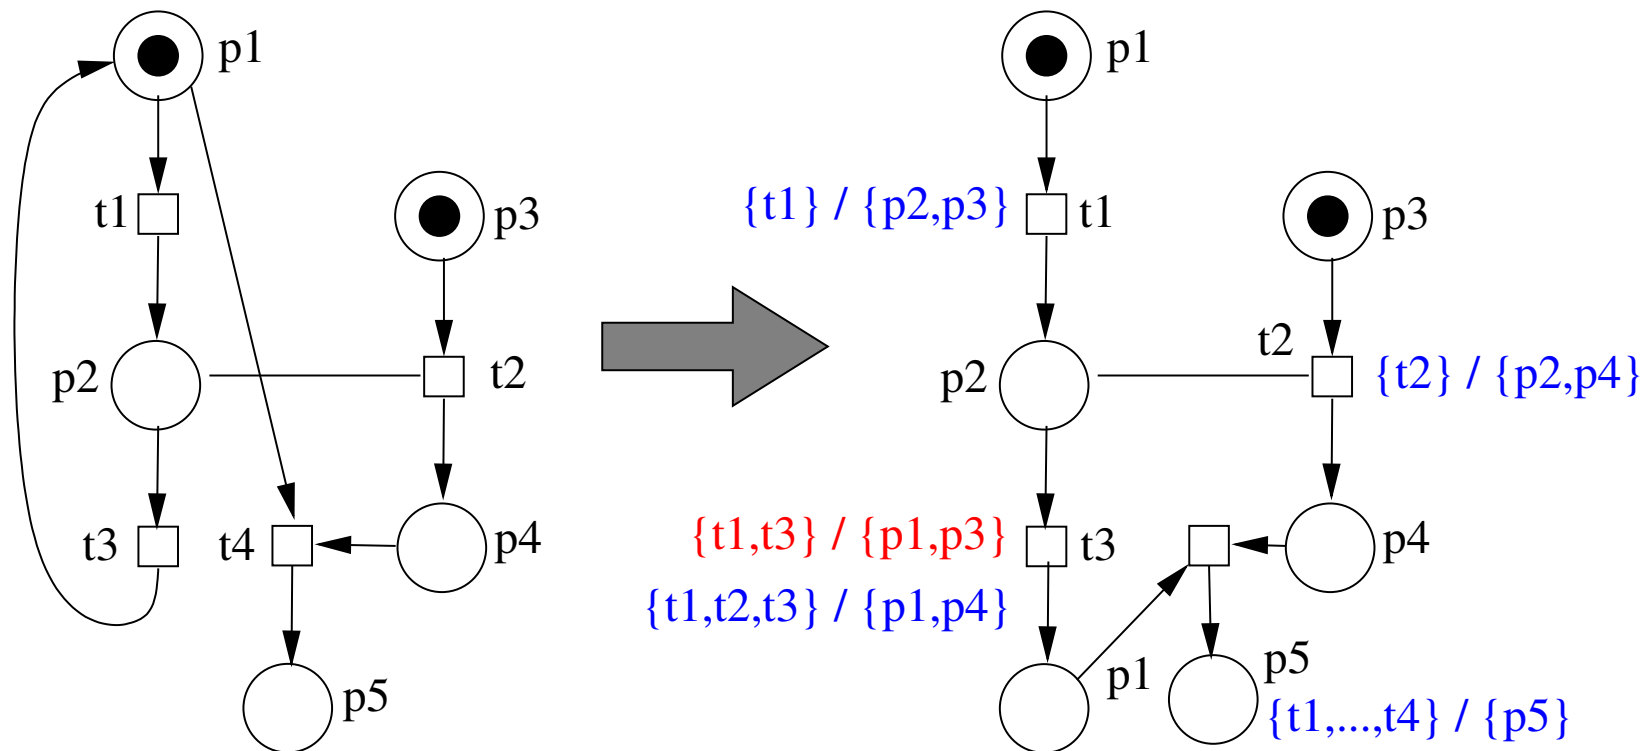 p1
t1
p3
p2
t2
t3
t4
p4
p5
p1
{t1} / {p2,p3}
t1
p3
t2
p2
{t2} / {p2,p4}
{t1,t3} / {p1,p3}
t3
p4
{t1,t2,t3} / {p1,p4}
p1
p5
{t1,...,t4} / {p5}